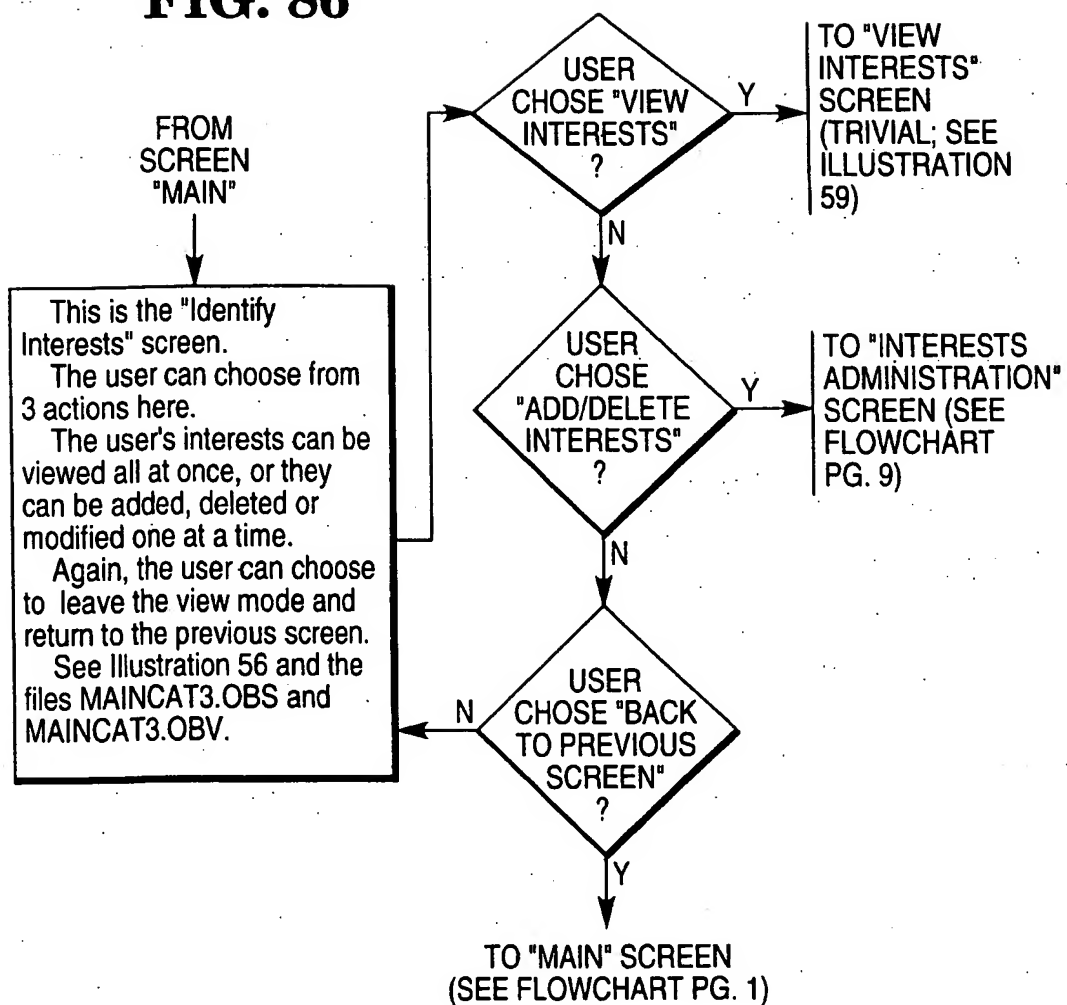 FIG. 86
FROM
SCREEN
"MAIN"
This is the "Identify
Interests" screen.
The user can choose from
3 actions here.
The user's interests can be
viewed all at once, or they
can be added, deleted or
modified one at a time.
Again, the user can choose
to leave the view mode and
return to the previous screen.
See Illustration 56 and the
files MAINCAT3.OBS and
MAINCAT3.OBV.
USER
CHOSE "VIEW
INTERESTS"
?
Y
TO "VIEW
INTERESTS"
SCREEN
(TRIVIAL; SEE
ILLUSTRATION
59)
N
USER
CHOSE
"ADD/DELETE
INTERESTS"
?
Y
TO "INTERESTS
ADMINISTRATION"
SCREEN (SEE
FLOWCHART
PG. 9)
N
USER
CHOSE "BACK
TO PREVIOUS
SCREEN"
?
N
Y
TO "MAIN" SCREEN
(SEE FLOWCHART PG. 1)